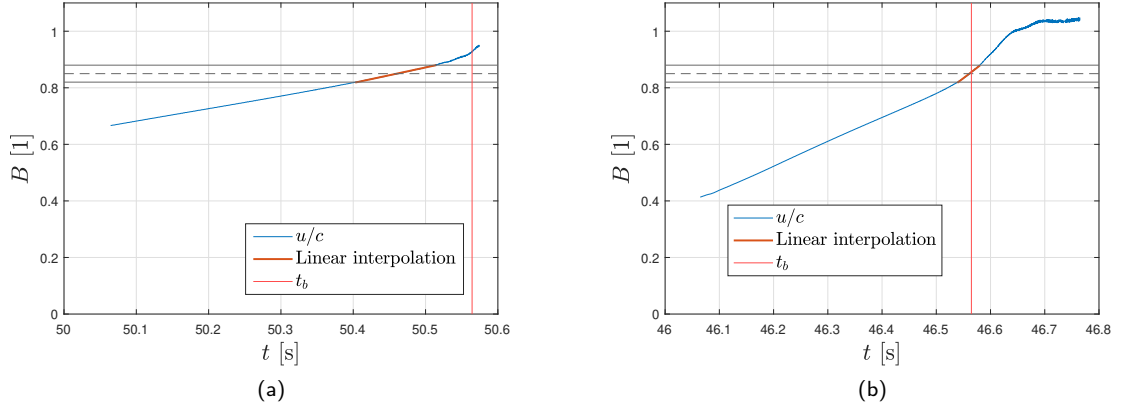 1
0.8
0.6
0.4
0.2
0
B [1]
50
50.1
50.2
50.3
50.4
50.5
50.6
t [s]
u/c
Linear interpolation
t_b
(a)
1
0.8
0.6
0.4
0.2
0
B [1]
46
46.1
46.2
46.3
46.4
46.5
46.6
46.7
46.8
t [s]
u/c
Linear interpolation
t_b
(b)